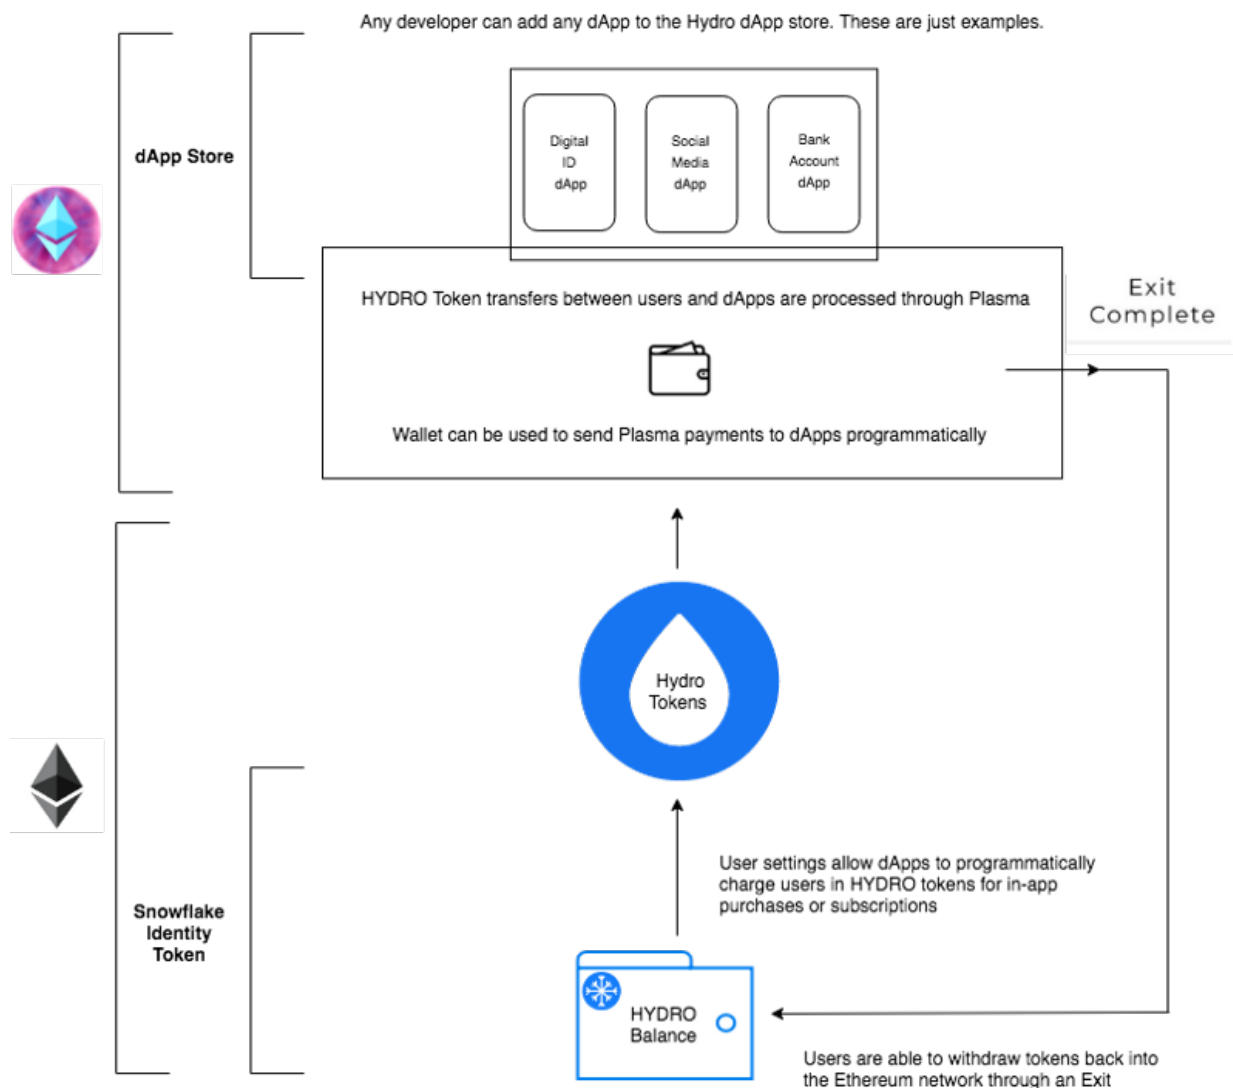 Any developer can add any dApp to the Hydro dApp store. These are just examples.
dApp Store
Digital
ID
dApp
Social
Media
dApp
Bank
Account
dApp
HYDRO Token transfers between users and dApps are processed through Plasma
Exit
Complete
Wallet can be used to send Plasma payments to dApps programmatically
Hydro
Tokens
User settings allow dApps to programmatically
charge users in HYDRO tokens for in-app
purchases or subscriptions
Snowflake
Identity
Token
HYDRO
Balance
Users are able to withdraw tokens back into
the Ethereum network through an Exit